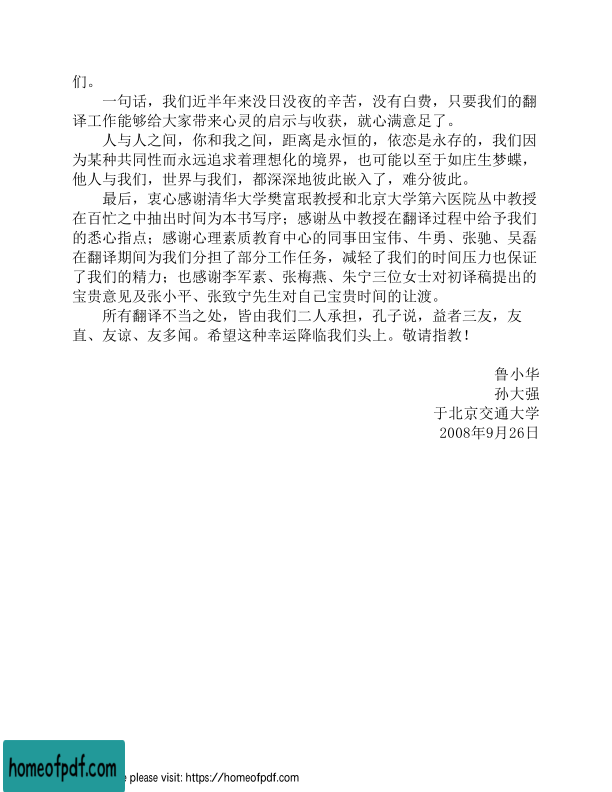 们。
一句话，我们近半年来没日没夜的辛苦，没有白费，只要我们的翻
译工作能够给大家带来心灵的启示与收获，就心满意足了。
人与人之间，你和我之间，距离是永恒的，依恋是永存的，我们因
为某种共同性而永远追求着理想化的境界，也可能以至于如庄生梦蝶，
他人与我们，世界与我们，都深深地彼此嵌入了，难分彼此。
最后，衷心感谢清华大学樊富珉教授和北京大学第六医院丛中教授
在百忙之中抽出时间为本书写序；感谢丛中教授在翻译过程中给予我们
的悉心指点；感谢心理素质教育中心的同事田宝伟、牛勇、张驰、吴磊
在翻译期间为我们分担了部分工作任务，减轻了我们的时间压力也保证
了我们的精力；也感谢李军素、张梅燕、朱宁三位女士对初译稿提出的
宝贵意见及张小平、张致宁先生对自己宝贵时间的让渡。
所有翻译不当之处，皆由我们二人承担，孔子说，益者三友，友
直、友谅、友多闻。希望这种幸运降临我们头上。敬请指教！
鲁小华
孙大强
于北京交通大学
2008年9月26日
homeofpdf.com
e please visit: https://homeofpdf.com